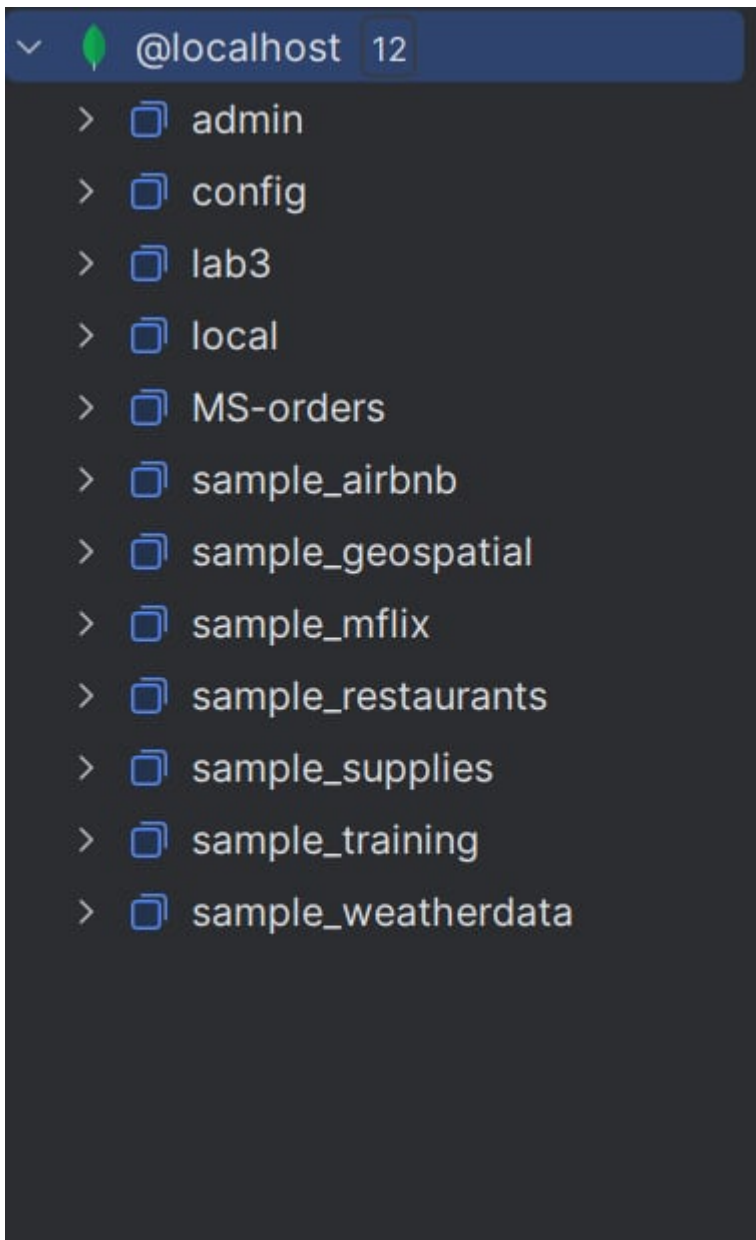 @localhost 12
admin
config
lab3
local
MS-orders
sample_airbnb
sample_geospatial
sample_mflix
sample_restaurants
sample_supplies
sample_training
sample_weatherdata